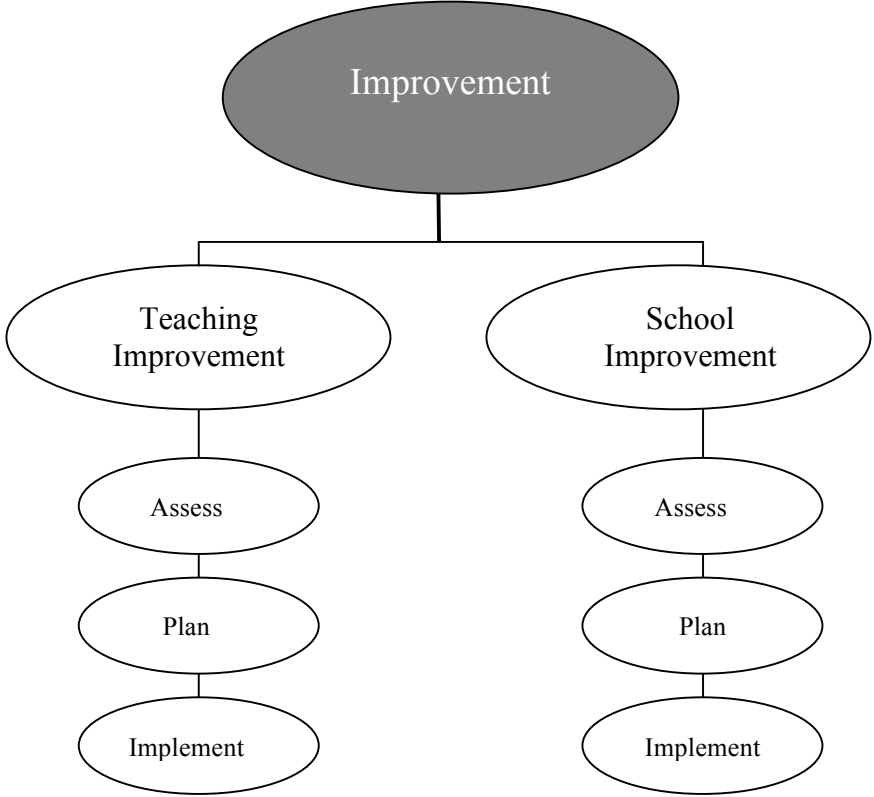 Improvement
Teaching
Improvement
School
Improvement
Assess
Assess
Plan
Plan
Implement
Implement